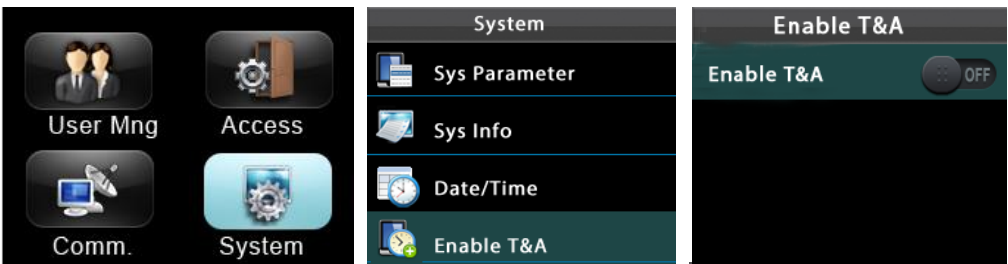 User Mng
Access
Comm.
System
System
Sys Parameter
Sys Info
Date/Time
Enable T&A
Enable T&A
Enable T&A
OFF